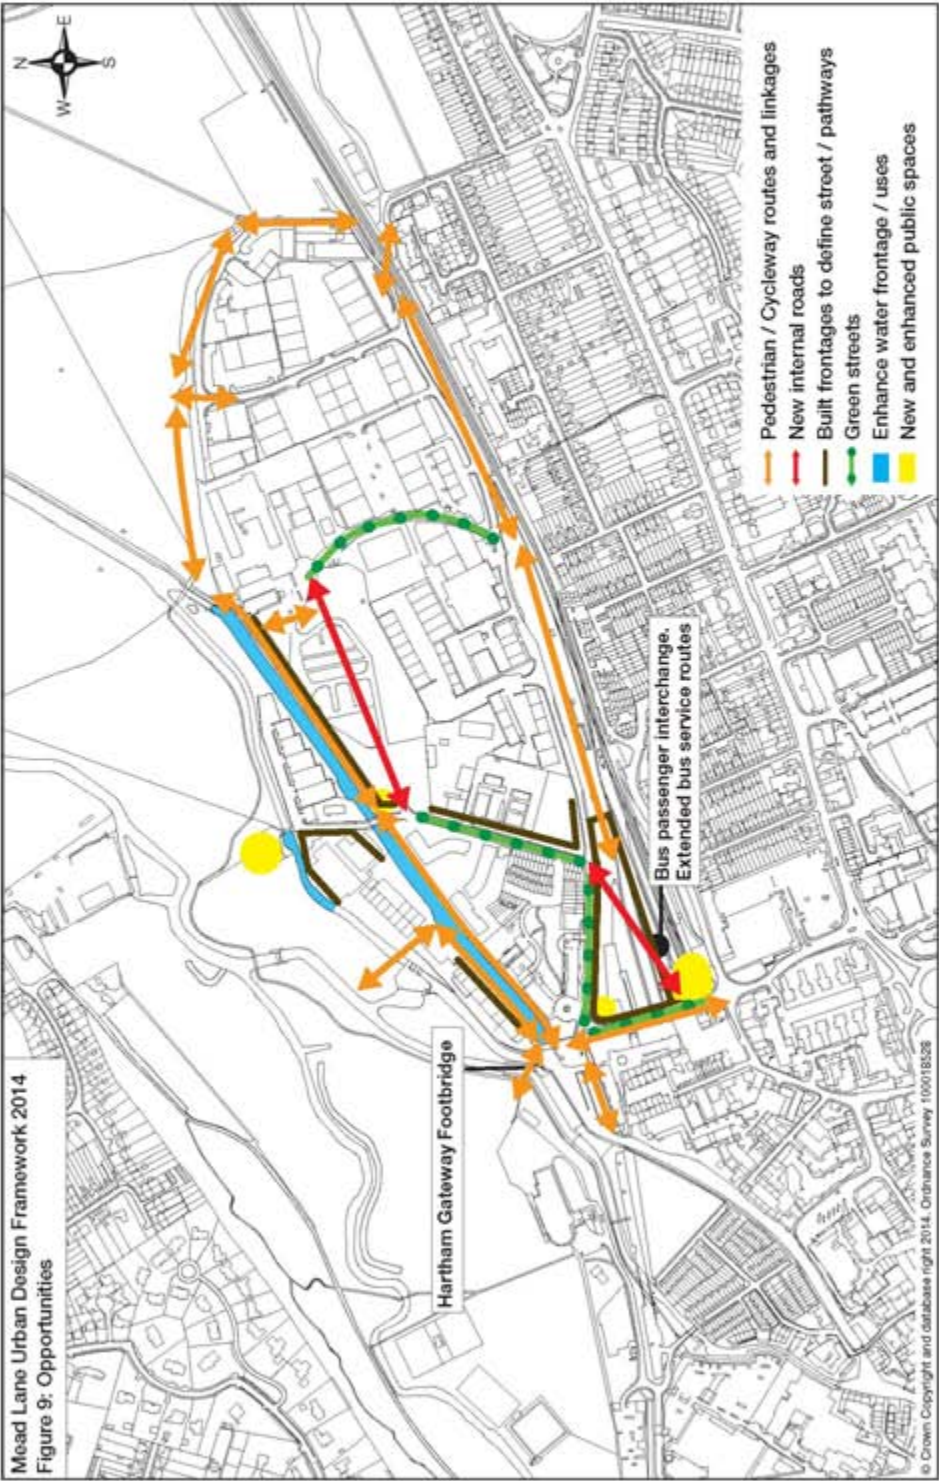 Mead Lane Urban Design Framework 2014
Figure 9: Opportunities
N
W
E
S
Hartham Gateway Footbridge
Bus passenger interchange.
Extended bus service routes
Pedestrian / Cycleway routes and linkages
New internal roads
Built frontages to define street / pathways
Green streets
Enhance water frontage / uses
New and enhanced public spaces
© Crown Copyright and database right 2014. Ordnance Survey 100018528